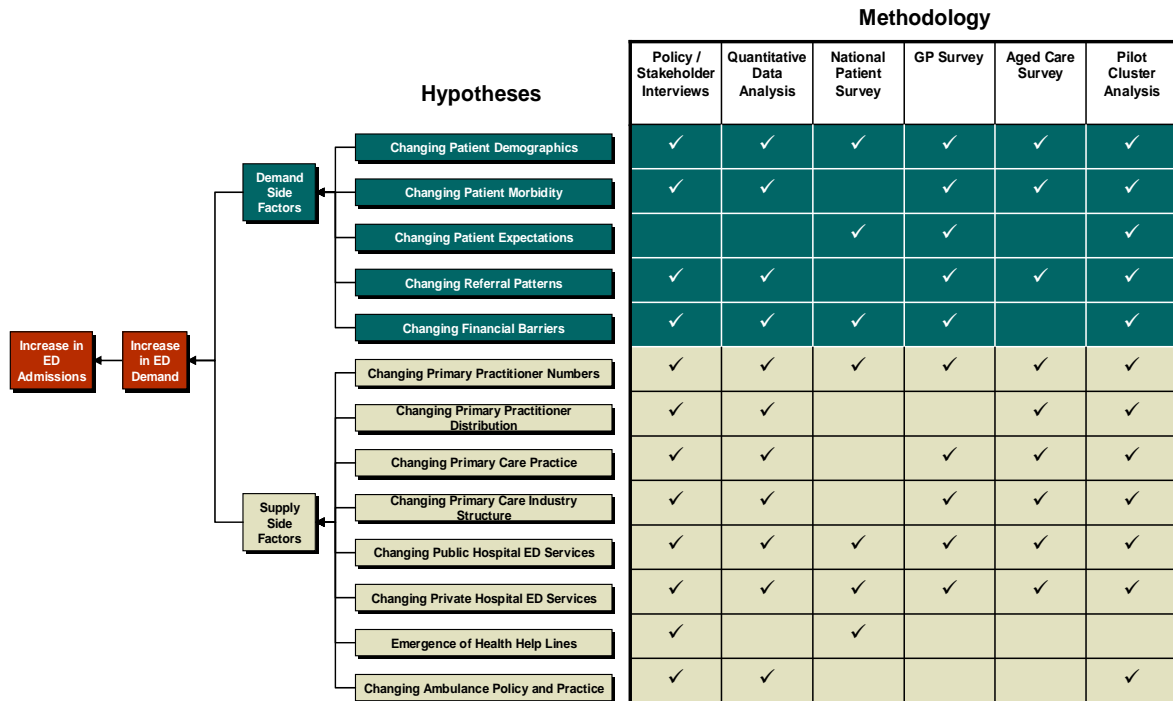 Methodology
Policy /
Stakeholder
Interviews
Quantitative
Data
Analysis
National
Patient
Survey
GP Survey
Aged Care
Survey
Pilot
Cluster
Analysis
Hypotheses
Changing Patient Demographics
✓ ✓ ✓ ✓ ✓ ✓
Demand
Side
Factors
Changing Patient Morbidity
✓ ✓ ✓ ✓ ✓
Changing Patient Expectations
✓ ✓ ✓
Changing Referral Patterns
✓ ✓ ✓ ✓ ✓
Changing Financial Barriers
✓ ✓ ✓ ✓ ✓
Increase in
ED
Admissions
Increase
in ED
Demand
Changing Primary Practitioner Numbers
✓ ✓ ✓ ✓ ✓ ✓
Changing Primary Practitioner
Distribution
✓ ✓ ✓ ✓
Changing Primary Care Practice
✓ ✓ ✓ ✓ ✓
Supply
Side
Factors
Changing Primary Care Industry
Structure
✓ ✓ ✓ ✓ ✓
Changing Public Hospital ED Services
✓ ✓ ✓ ✓ ✓ ✓
Changing Private Hospital ED Services
✓ ✓ ✓ ✓ ✓ ✓
Emergence of Health Help Lines
✓ ✓
Changing Ambulance Policy and Practice
✓ ✓ ✓